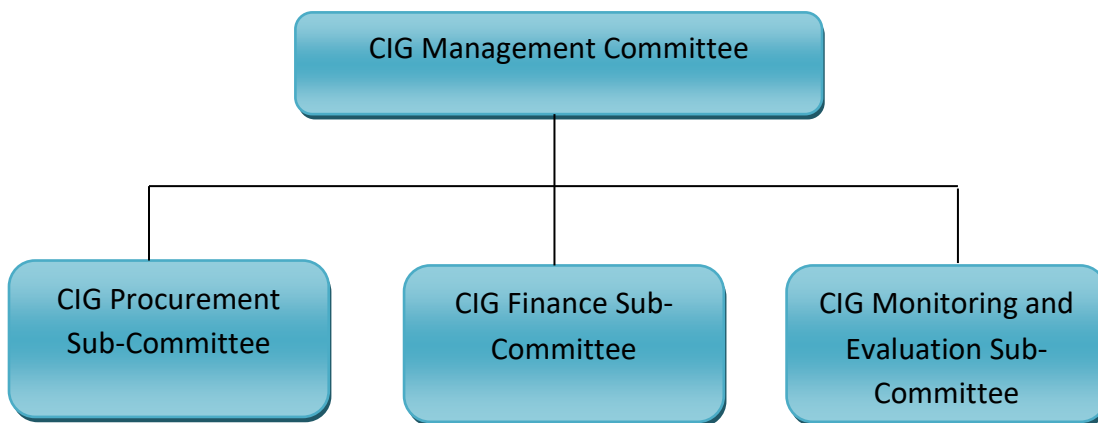 CIG Management Committee
CIG Procurement
Sub-Committee
CIG Finance Sub-
Committee
CIG Monitoring and
Evaluation Sub-
Committee